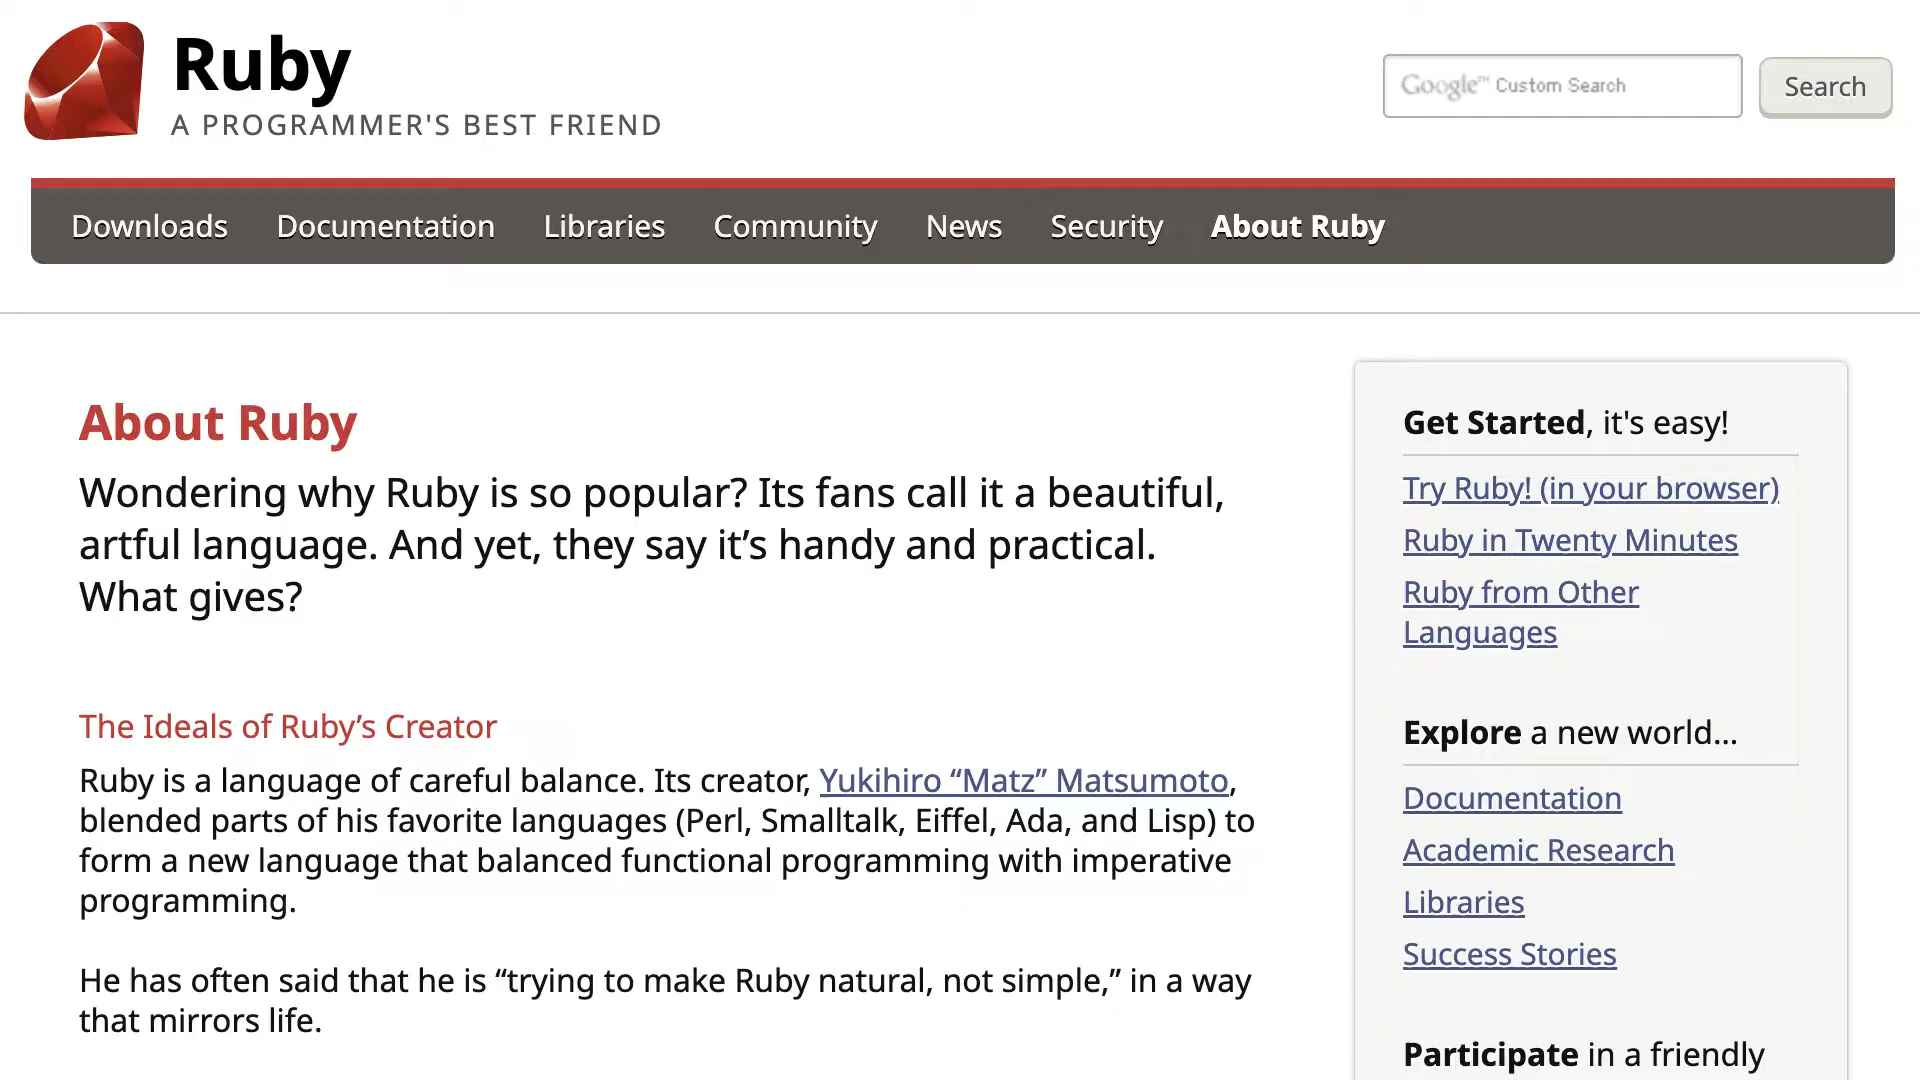 Ruby
A PROGRAMMER'S BEST FRIEND
Google™ Custom Search
Search
Downloads Documentation Libraries Community News Security About Ruby
About Ruby
Wondering why Ruby is so popular? Its fans call it a beautiful,
artful language. And yet, they say it’s handy and practical.
What gives?
The Ideals of Ruby’s Creator
Ruby is a language of careful balance. Its creator, Yukihiro “Matz” Matsumoto,
blended parts of his favorite languages (Perl, Smalltalk, Eiffel, Ada, and Lisp) to
form a new language that balanced functional programming with imperative
programming.
He has often said that he is “trying to make Ruby natural, not simple,” in a way
that mirrors life.
Get Started, it's easy!
Try Ruby! (in your browser)
Ruby in Twenty Minutes
Ruby from Other
Languages
Explore a new world...
Documentation
Academic Research
Libraries
Success Stories
Participate in a friendly